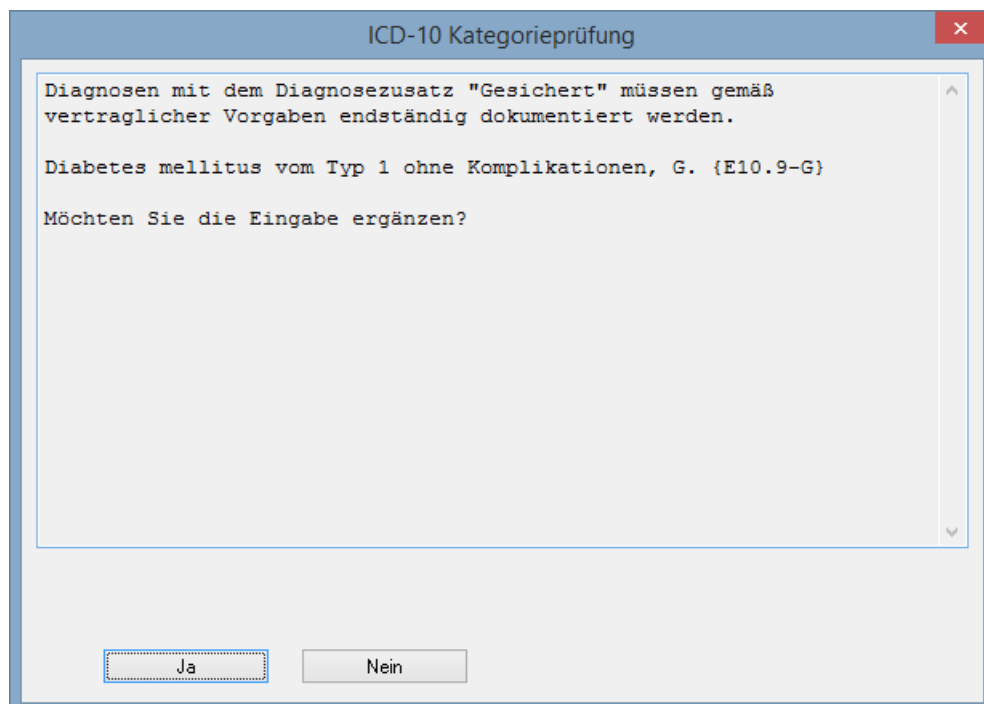 ICD-10 Kategorieprüfung
Diagnosen mit dem Diagnosezusatz "Gesichert" müssen gemäß
vertraglicher Vorgaben endständig dokumentiert werden.
Diabetes mellitus vom Typ 1 ohne Komplikationen, G. {E10.9-G}
Möchten Sie die Eingabe ergänzen?
Ja
Nein